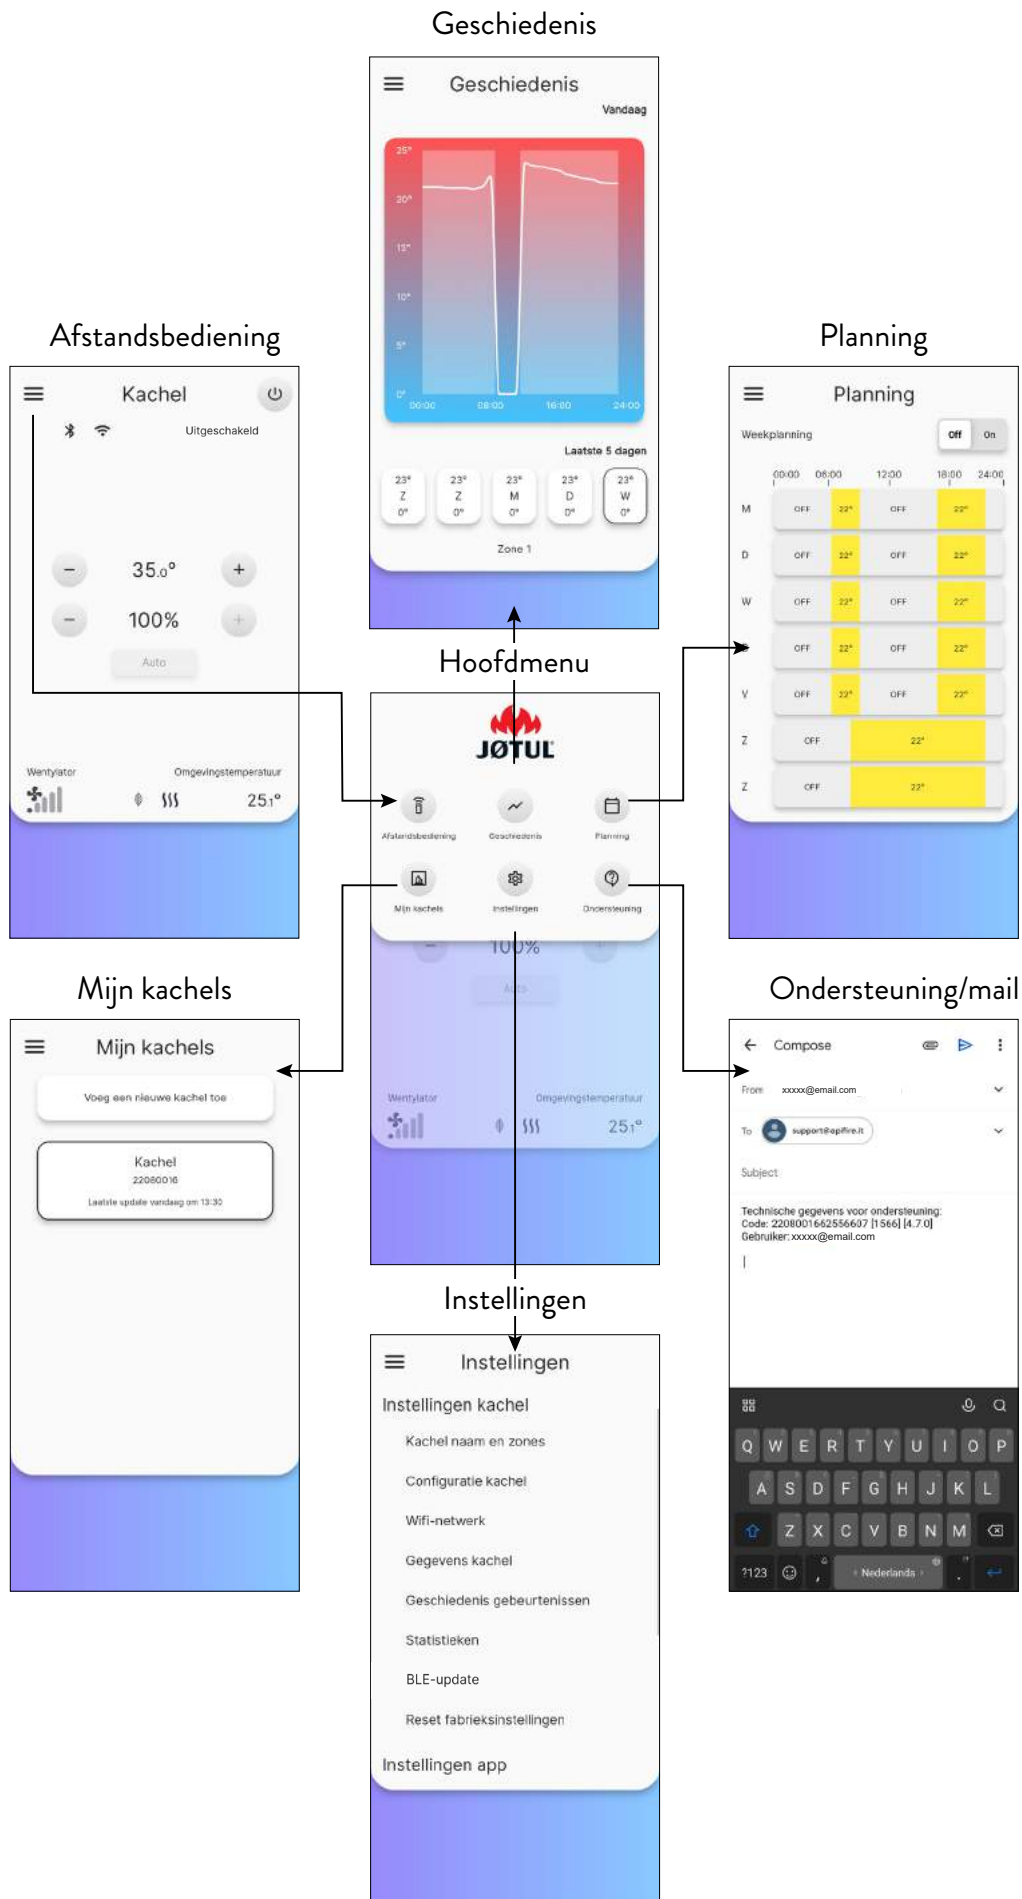 Geschiedenis
Geschiedenis
Vandaag
25°
20°
15°
10°
5°
0°
00:00 08:00 16:00 24:00
Laatste 5 dagen
23° 23° 23° 23° 23°
Z Z M D W
0° 0° 0° 0° 0°
Zone 1
Afstandsbediening
Kachel
Uitgeschakeld
35.0°
100%
Auto
Wentylator Omgevingstemperatuur
25.1°
Planning
Planning
Weekplanning Off On
00:00 06:00 12:00 18:00 24:00
M OFF 22° OFF 22°
D OFF 22° OFF 22°
W OFF 22° OFF 22°
OFF 22° OFF 22°
V OFF 22° OFF 22°
Z OFF 22°
Z OFF 22°
Hoofdmenu
JØTUL
Afstandsbediening Geschiedenis Planning
Mijn kachels Instellingen Ondersteuning
100%
Auto
Wentylator Omgevingstemperatuur
25.1°
Mijn kachels
Mijn kachels
Voeg een nieuwe kachel toe
Kachel
22080016
Laatste update vandaag om 13:30
Ondersteuning/mail
Compose
From xxxxx@email.com
To support@apifire.it
Subject
Technische gegevens voor ondersteuning:
Code: 2208001662556607 [1566] [4.7.0]
Gebruiker: xxxxx@email.com
Q W E R T Y U I O P
A S D F G H J K L
Z X C V B N M
?123 , Nederlands .
Instellingen
Instellingen
Instellingen kachel
Kachel naam en zones
Configuratie kachel
Wifi-netwerk
Gegevens kachel
Geschiedenis gebeurtenissen
Statistieken
BLE-update
Reset fabrieksinstellingen
Instellingen app